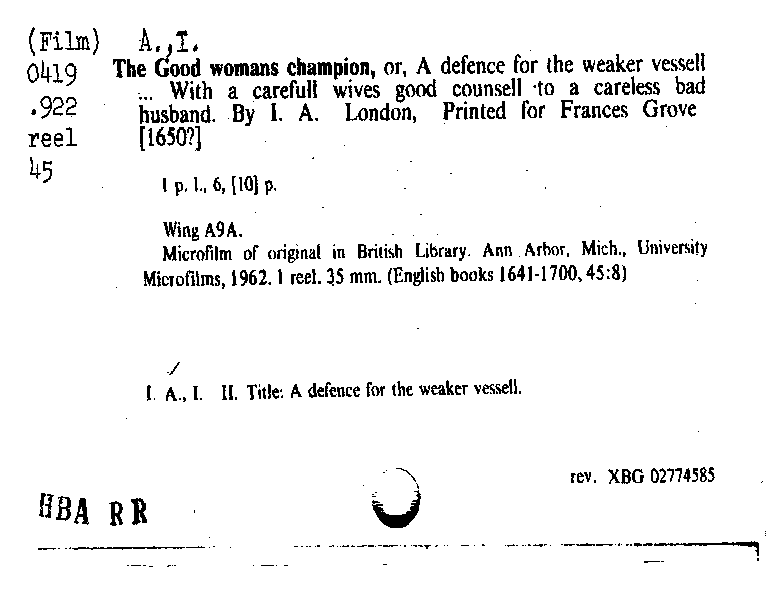 (Film) A.,I.
0419 The Good womans champion, or, A defence for the weaker vessell
... With a carefull wives good counsell to a careless bad
.922 husband. By I. A. London, Printed for Frances Grove
reel [1650?]
45
1 p. l., 6, [10] p.
Wing A9A.
Microfilm of original in British Library. Ann Arbor, Mich., University
Microfilms, 1962. 1 reel. 35 mm. (English books 1641-1700, 45:8)
I. A., I. II. Title: A defence for the weaker vessell.
rev. XBG 02774585
HBA RR